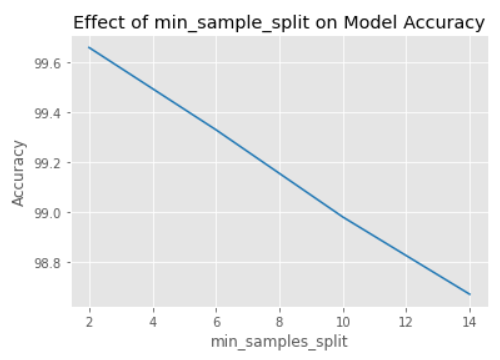 Effect of min_sample_split on Model Accuracy
99.6
99.4
99.2
99.0
98.8
Accuracy
2 4 6 8 10 12 14
min_samples_split